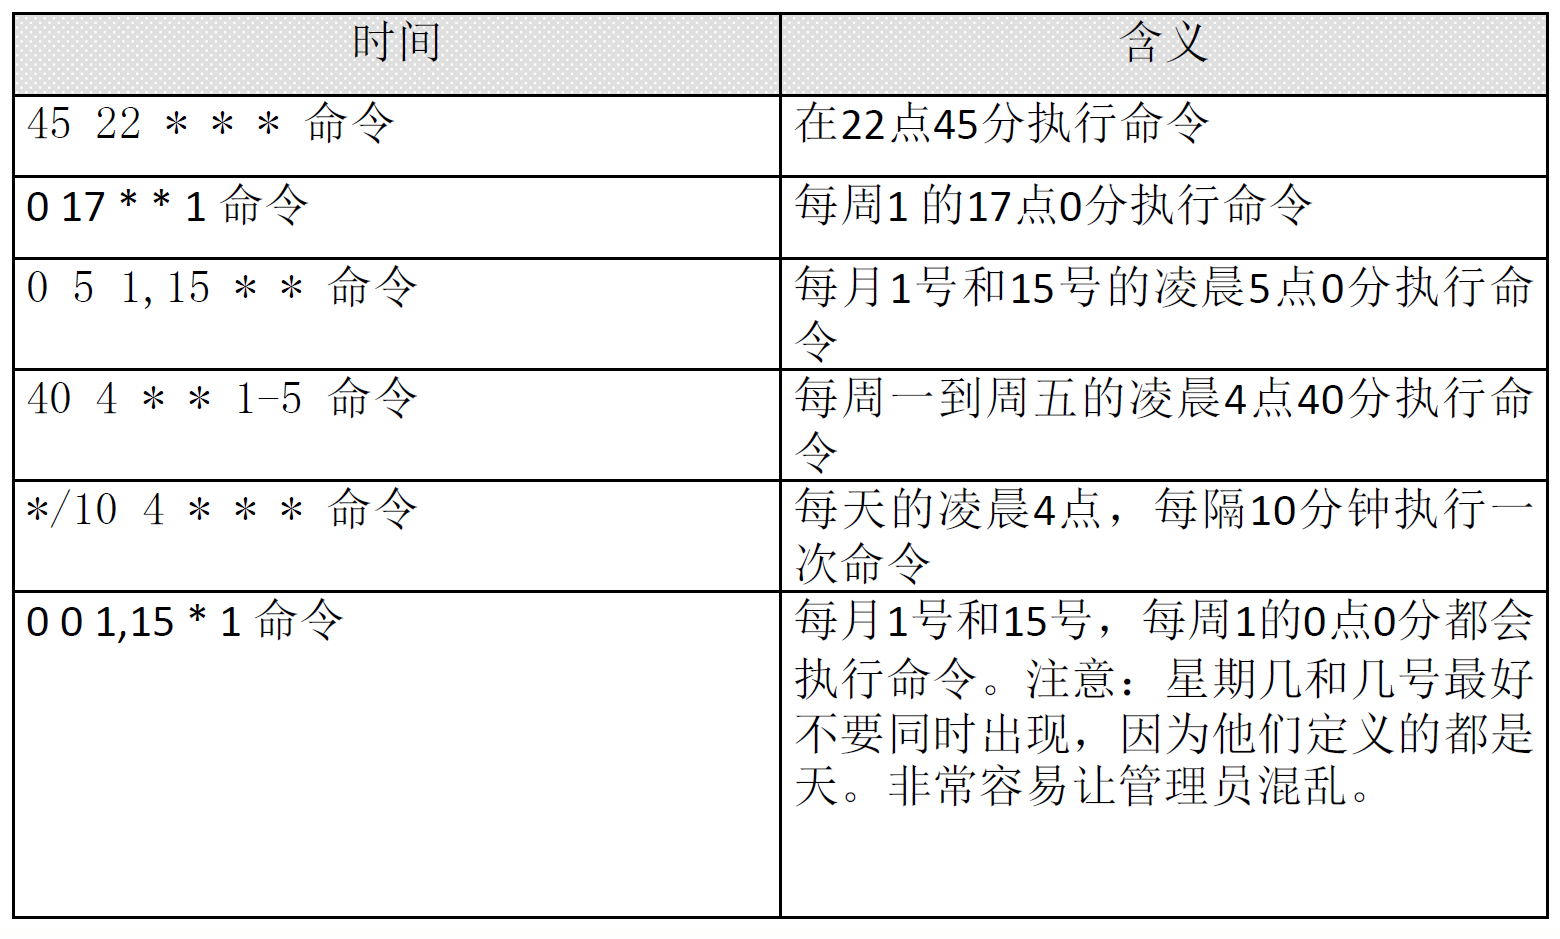 时间 含义
45 22 * * * 命令 在22点45分执行命令
0 17 * * 1 命令 每周1 的17点0分执行命令
0 5 1,15 * * 命令 每月1号和15号的凌晨5点0分执行命
令
40 4 * * 1-5 命令 每周一到周五的凌晨4点40分执行命
令
*/10 4 * * * 命令 每天的凌晨4点，每隔10分钟执行一
次命令
0 0 1,15 * 1 命令 每月1号和15号，每周1的0点0分都会
执行命令。注意：星期几和几号最好
不要同时出现，因为他们定义的都是
天。非常容易让管理员混乱。